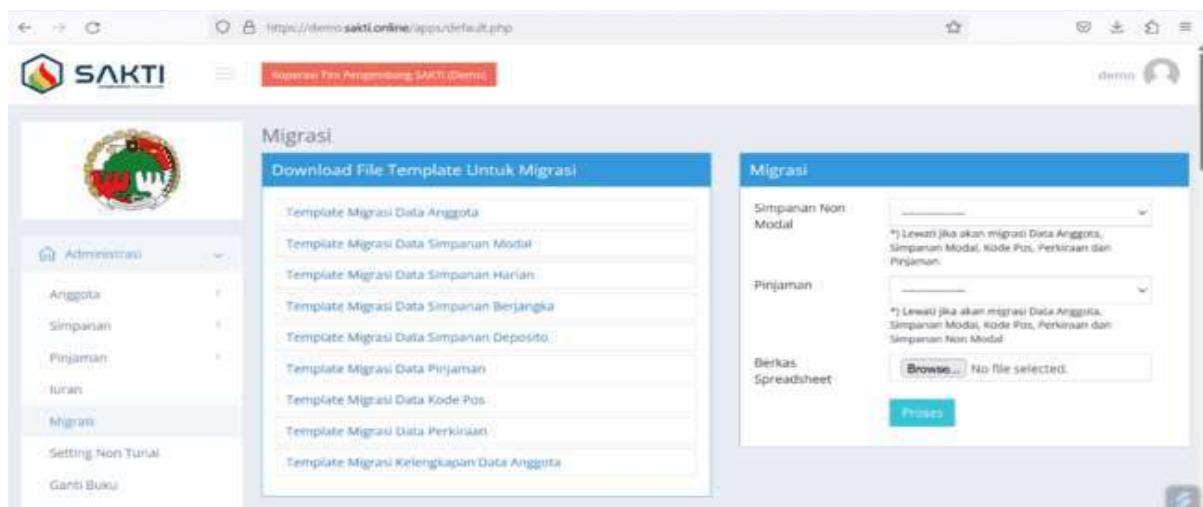 https://demo.sakti.online/apps/default.php
SAKTI
Koperasi Tim Pengembang SAKTI (Demo)
demo
Migrasi
Download File Template Untuk Migrasi
Template Migrasi Data Anggota
Template Migrasi Data Simpanan Modal
Template Migrasi Data Simpanan Harian
Template Migrasi Data Simpanan Berjangka
Template Migrasi Data Simpanan Deposito
Template Migrasi Data Pinjaman
Template Migrasi Data Kode Pos
Template Migrasi Data Perkiraan
Template Migrasi Kelengkapan Data Anggota
Administrasi
Anggota
Simpanan
Pinjaman
Iuran
Migrasi
Setting Non Tunai
Ganti Buku
Migrasi
Simpanan Non
Modal
*) Lewati jika akan migrasi Data Anggota,
Simpanan Modal, Kode Pos, Perkiraan dan
Pinjaman
Pinjaman
*) Lewati jika akan migrasi Data Anggota,
Simpanan Modal, Kode Pos, Perkiraan dan
Simpanan Non Modal
Berkas
Spreadsheet
Browse... No file selected.
Proses